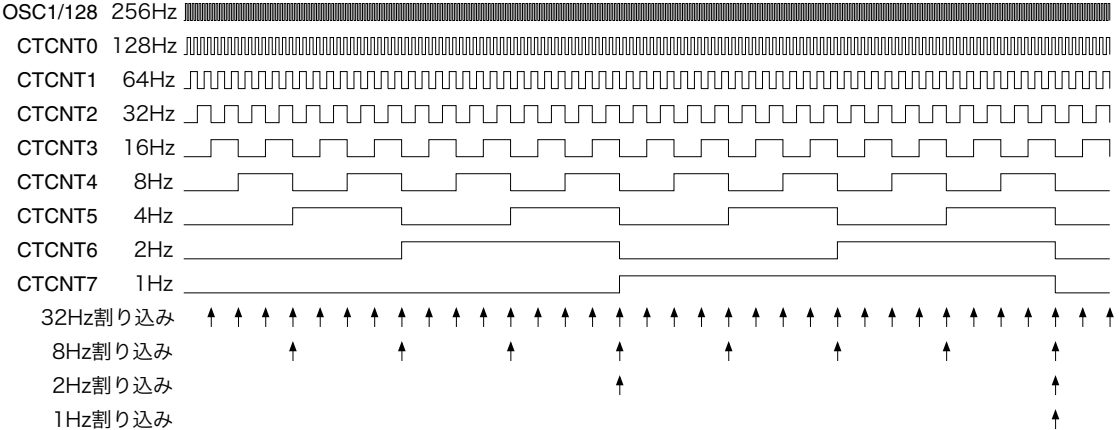 OSC1/128 256Hz
CTCNT0 128Hz
CTCNT1 64Hz
CTCNT2 32Hz
CTCNT3 16Hz
CTCNT4 8Hz
CTCNT5 4Hz
CTCNT6 2Hz
CTCNT7 1Hz
32Hz割り込み
8Hz割り込み
2Hz割り込み
1Hz割り込み